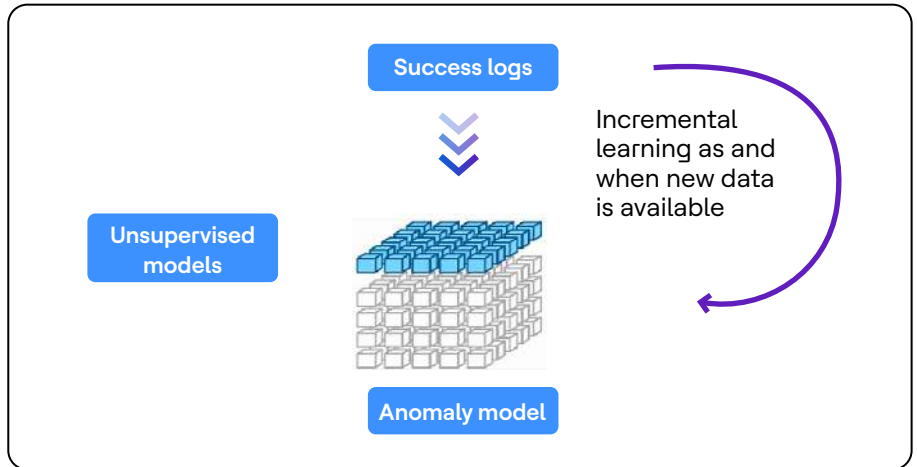 Success logs
Incremental
learning as and
when new data
is available
Unsupervised
models
Anomaly model